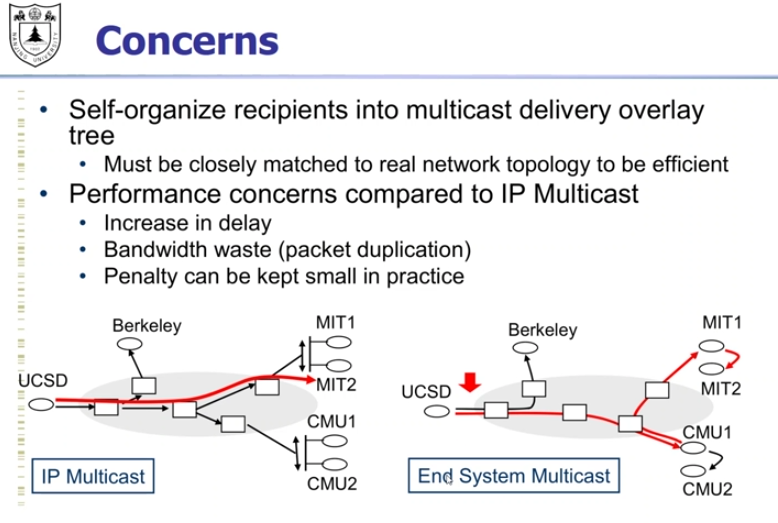 Concerns
Self-organize recipients into multicast delivery overlay
tree
Must be closely matched to real network topology to be efficient
Performance concerns compared to IP Multicast
Increase in delay
Bandwidth waste (packet duplication)
Penalty can be kept small in practice
Berkeley
MIT1
UCSD
MIT2
CMU1
CMU2
IP Multicast
Berkeley
MIT1
UCSD
MIT2
CMU1
CMU2
End System Multicast